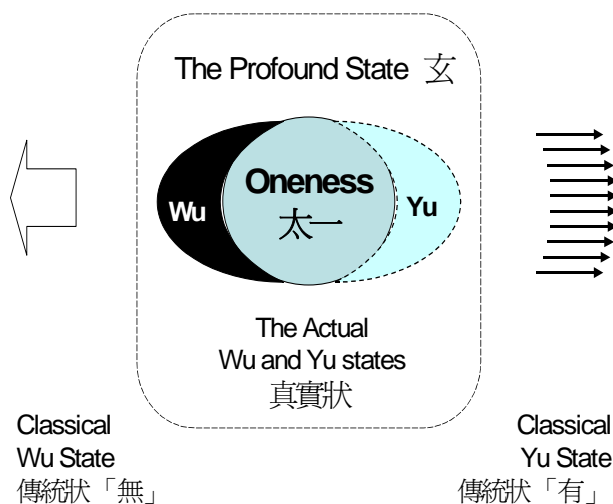 The Profound State 玄
Oneness
Wu
太一
Yu
The Actual
Wu and Yu states
真實狀
Classical
Wu State
傳統狀「無」
Classical
Yu State
傳統狀「有」